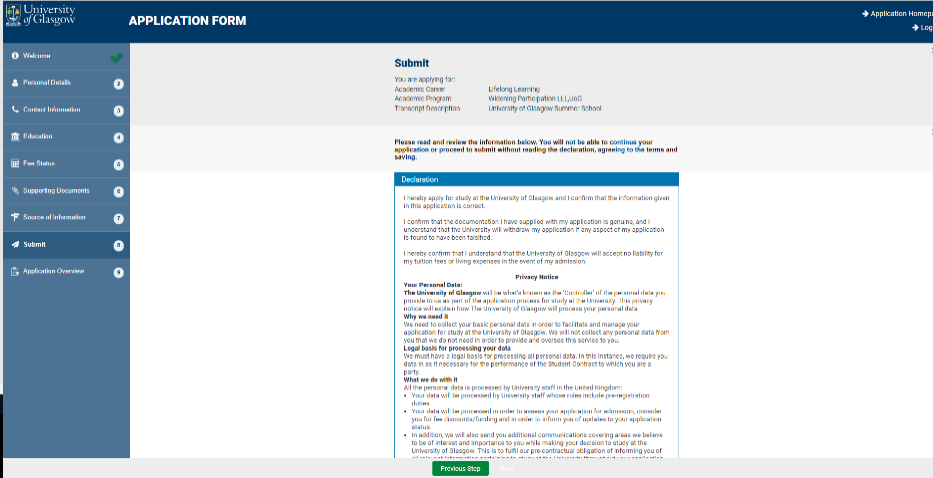 University
of Glasgow
APPLICATION FORM
Application Homepa
Log
Welcome
Personal Details
2
Contact Information
3
Education
4
Fee Status
5
Supporting Documents
6
Source of Information
7
Submit
8
Application Overview
9
Submit
You are applying for:
Academic Career Lifelong Learning
Academic Program Widening Participation LLL,UoG
Transcript Description University of Glasgow Summer School
Please read and review the information below. You will not be able to continue your
application or proceed to submit without reading the declaration, agreeing to the terms and
saving.
Declaration
I hereby apply for study at the University of Glasgow and I confirm that the information given
in this application is correct.
I confirm that the documentation I have supplied with my application is genuine, and I
understand that the University will withdraw my application if any aspect of my application
is found to have been falsified.
I hereby confirm that I understand that the University of Glasgow will accept no liability for
my tuition fees or living expenses in the event of my admission.
Privacy Notice
Your Personal Data:
The University of Glasgow will be what's known as the 'Controller' of the personal data you
provide to us as part of the application process for study at the University. This privacy
notice will explain how The University of Glasgow will process your personal data.
Why we need it
We need to collect your basic personal data in order to facilitate and manage your
application for study at the University of Glasgow. We will not collect any personal data from
you that we do not need in order to provide and oversee this service to you.
Legal basis for processing your data
We must have a legal basis for processing all personal data. In this instance, we require you
data in as it necessary for the performance of the Student Contract to which you are a
party.
What we do with it
All the personal data is processed by University staff in the United Kingdom:
• Your data will be processed by University staff whose roles include pre-registration
duties.
• Your data will be processed in order to assess your application for admission, consider
you for fee discounts/funding and in order to inform you of updates to your application
status.
• In addition, we will also send you additional communications covering areas we believe
to be of interest and importance to you while making your decision to study at the
University of Glasgow. This is to fulfil our pre-contractual obligation of informing you of
Previous Step